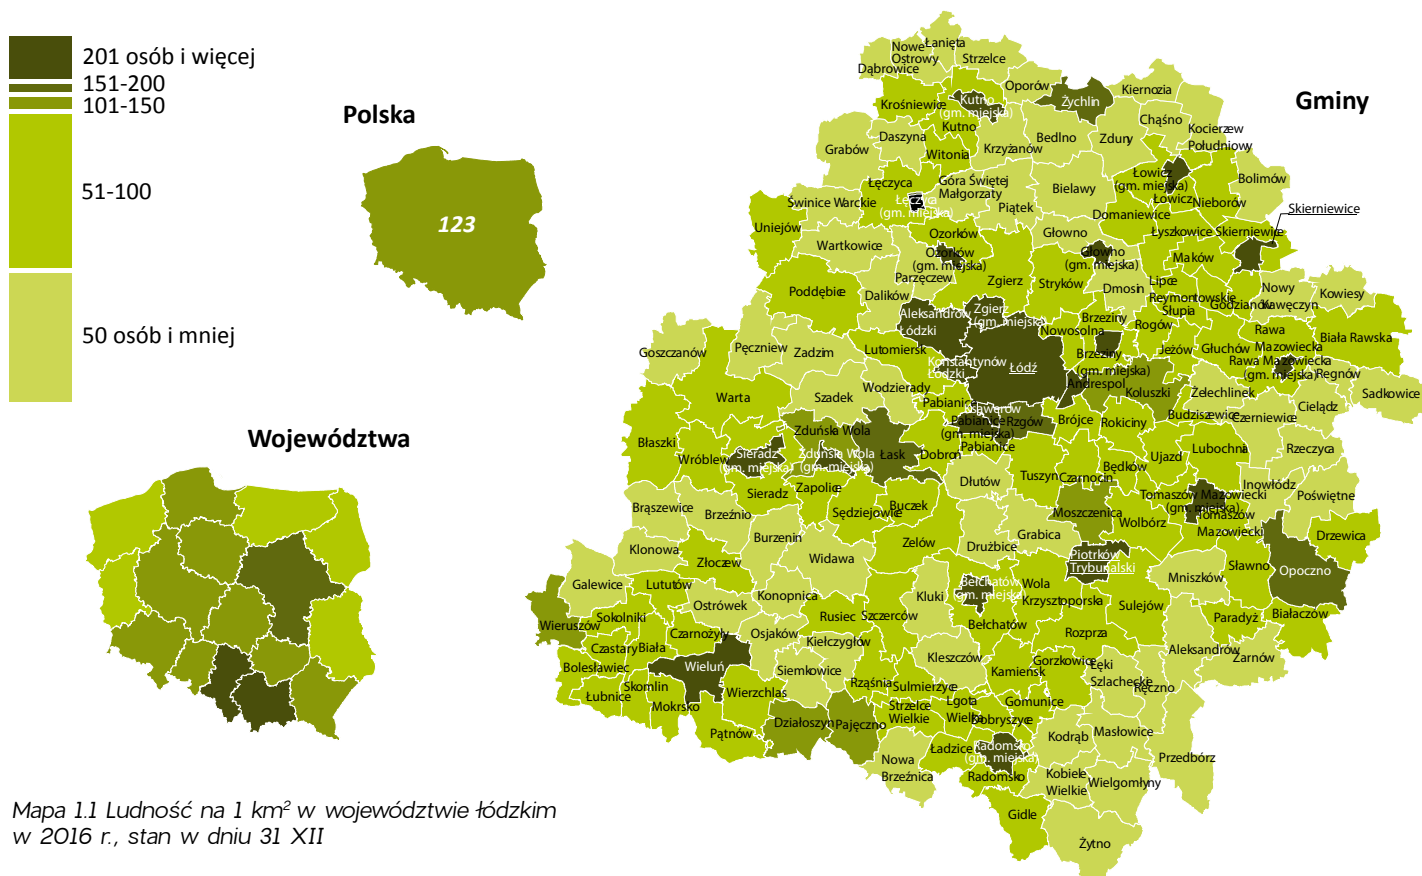 201 osób i więcej
151-200
101-150
51-100
50 osób i mniej
Polska
123
Województwa
Gminy
Nowe
Ostrowy
Łanięta
Dąbrowice
Strzelce
Oporów
Żychlin
Kiernozia
Krośniewice
Kutno
(gm. miejska)
Kutno
Chąśno
Kocierzew
Południowy
Grabów
Daszyna
Witonia
Krzyżanów
Bedlno
Zduny
Łowicz
(gm. miejska)
Łowicz
Bolimów
Nieborów
Skierniewice
Łęczyca
Góra Świętej
Małgorzaty
Bielawy
Świnice Warckie
Łęczyca
(gm. miejska)
Piątek
Domaniewice
Uniejów
Wartkowice
Ozorków
Ozorków
(gm. miejska)
Głowno
Głowno
(gm. miejska)
Łyszkowice
Skierniewice
Maków
Parzęczew
Zgierz
Stryków
Dmosin
Lipce
Reymontowskie
Słupia
Godzianów
Nowy
Kawęczyn
Kowiesy
Poddębice
Dalików
Aleksandrów
Łódzki
Zgierz
(gm. miejska)
Nowosolna
Brzeziny
Rogów
Rawa
Mazowiecka
Biała Rawska
Goszczanów
Pęczniew
Zadzim
Lutomiersk
Konstantynów
Łódzki
Łódź
Brzeziny
(gm. miejska)
Jeżów
Głuchów
Rawa Mazowiecka
(gm. miejska)
Regnów
Sadkowice
Warta
Szadek
Wodzierady
Pabianice
Andrespol
Koluszki
Żelechlinek
Cielądz
Ksawerów
Pabianice
(gm. miejska)
Rzgów
Brójce
Rokiciny
Budziszewice
Czerniewice
Błaszki
Wróblew
Sieradz
(gm. miejska)
Zduńska Wola
Zduńska Wola
(gm. miejska)
Łask
Dobroń
Pabianice
Będków
Ujazd
Lubochnia
Rzeczyca
Sieradz
Zapolice
Sędziejowice
Buczek
Dłutów
Tuszyn
Czarnocin
Tomaszów Mazowiecki
(gm. miejska)
Tomaszów
Mazowiecki
Inowłódz
Poświętne
Brąszewice
Brzeźnio
Burzenin
Widawa
Zelów
Drużbice
Grabica
Moszczenica
Wolbórz
Drzewica
Klonowa
Złoczew
Piotrków
Trybunalski
Mniszków
Sławno
Opoczno
Galewice
Lututów
Konopnica
Ostrówek
Rusiec
Szczerców
Kluki
Bełchatów
(gm. miejska)
Bełchatów
Wola
Krzysztoporska
Sulejów
Paradyż
Białaczów
Wieruszów
Sokolniki
Czarnożyły
Osjaków
Kiełczygłów
Rozprza
Czastary
Biała
Wieluń
Siemkowice
Kleszczów
Kamieńsk
Gorzkowice
Łęki
Szlacheckie
Aleksandrów
Żarnów
Bolesławiec
Łubnice
Skomlin
Mokrsko
Wierzchlas
Rząśnia
Sulmierzyce
Ręczno
Pątnów
Działoszyn
Pajęczno
Strzelce
Wielkie
Lgota
Wielka
Dobryszyce
Gomunice
Kodrąb
Masłowice
Przedbórz
Nowa
Brzeźnica
Ładzice
Radomsko
(gm. miejska)
Radomsko
Kobiele
Wielkie
Wielgomłyny
Gidle
Żytno
Mapa 1.1 Ludność na 1 km² w województwie łódzkim
w 2016 r., stan w dniu 31 XII